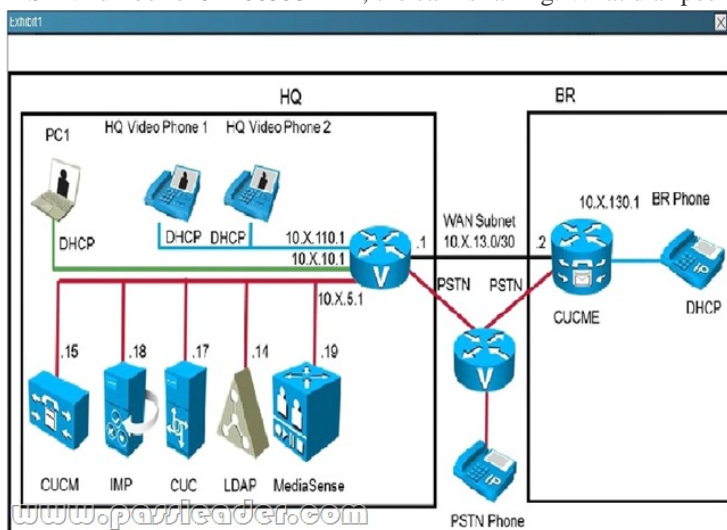 Exhibit1
HQ
BR
PC1
HQ Video Phone 1
HQ Video Phone 2
10.X.130.1
BR Phone
WAN Subnet
10.X.13.0/30
DHCP
DHCP
DHCP
10.X.110.1
10.X.10.1
.1
.2
V
PSTN
PSTN
IP
DHCP
10.X.5.1
CUCME
.15
.18
.17
.14
.19
V
CUCM
IMP
CUC
LDAP
MediaSense
IP
PSTN Phone
www.passleader.com